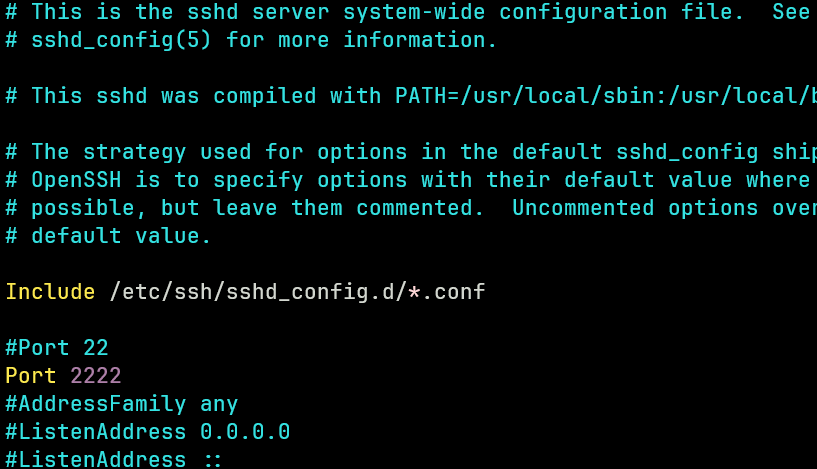 # This is the sshd server system-wide configuration file.  See
# sshd_config(5) for more information.
# This sshd was compiled with PATH=/usr/local/sbin:/usr/local/b
# The strategy used for options in the default sshd_config ship
# OpenSSH is to specify options with their default value where
# possible, but leave them commented.  Uncommented options over
# default value.
Include /etc/ssh/sshd_config.d/*.conf
#Port 22
Port 2222
#AddressFamily any
#ListenAddress 0.0.0.0
#ListenAddress ::